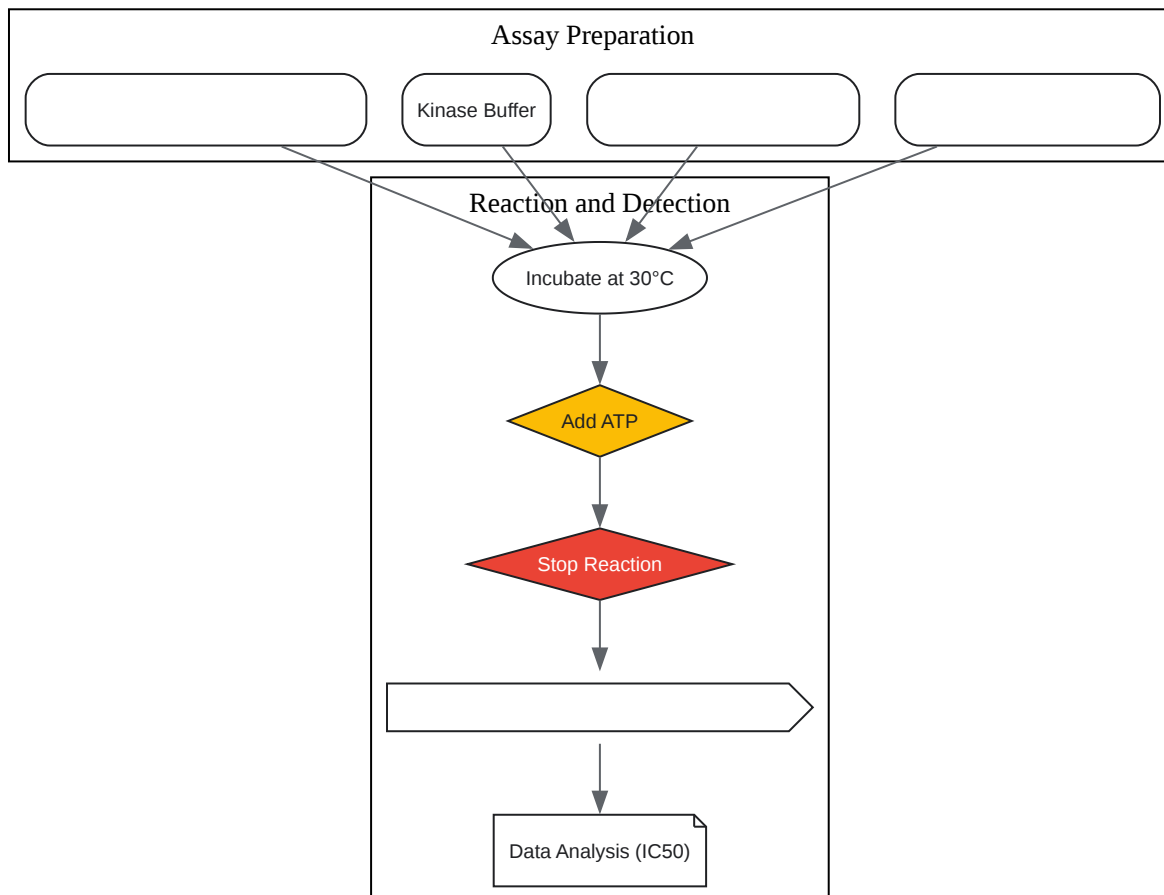 Assay Preparation
Kinase Buffer
Reaction and Detection
Incubate at 30°C
Add ATP
Stop Reaction
Data Analysis (IC50)